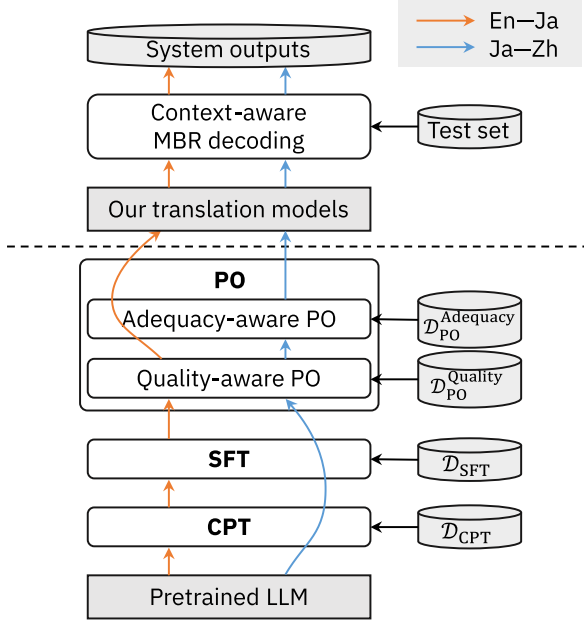 En—Ja
Ja—Zh
System outputs
Context-aware
MBR decoding
Test set
Our translation models
PO
Adequacy-aware PO
𝒟_PO^Adequacy
Quality-aware PO
𝒟_PO^Quality
SFT
𝒟_SFT
CPT
𝒟_CPT
Pretrained LLM